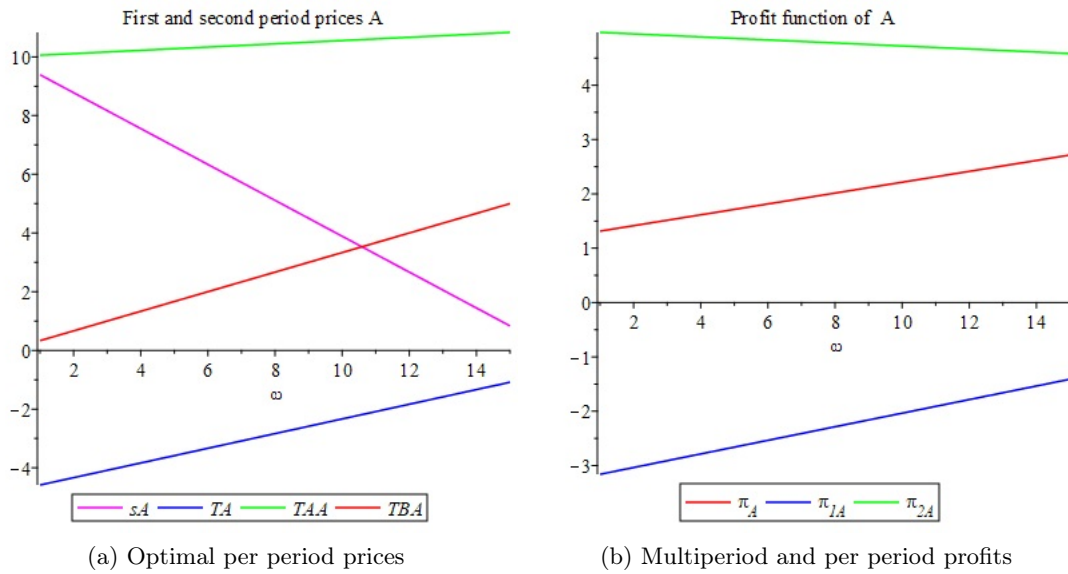 First and second period prices A
10
8
6
4
2
0
−2
−4
2 4 6 8 10 12 14
ω
sA TA TAA TBA
(a) Optimal per period prices
Profit function of A
4
3
2
1
0
−1
−2
−3
2 4 6 8 10 12 14
ω
π_A π_1A π_2A
(b) Multiperiod and per period profits